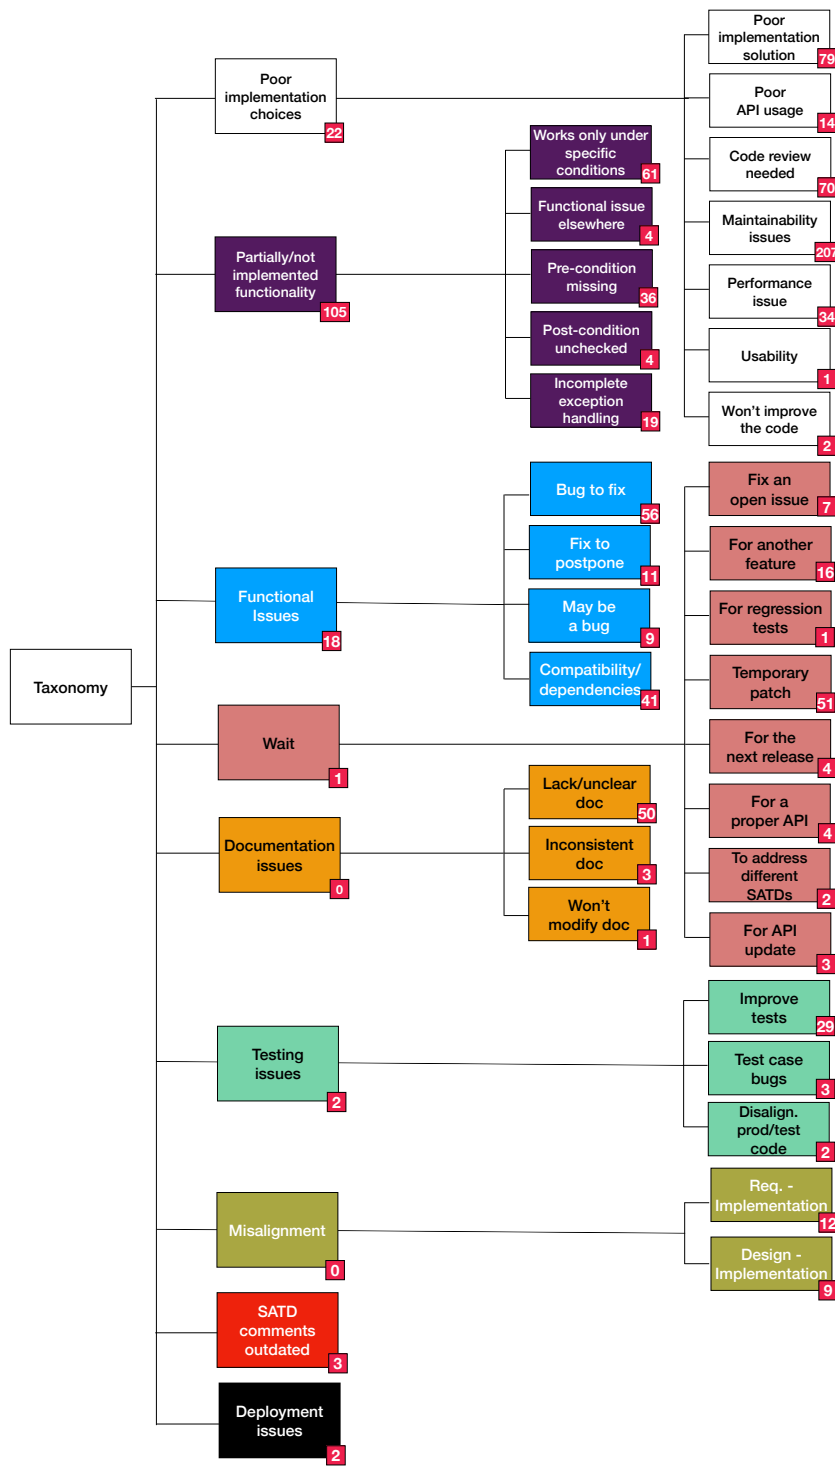 Taxonomy
Poor
implementation
choices
22
Poor
implementation
solution
79
Poor
API usage
14
Code review
needed
70
Maintainability
issues
207
Performance
issue
34
Usability
1
Won't improve
the code
2
Partially/not
implemented
functionality
105
Works only under
specific
conditions
61
Functional issue
elsewhere
4
Pre-condition
missing
36
Post-condition
unchecked
4
Incomplete
exception
handling
19
Functional
Issues
18
Bug to fix
56
Fix to
postpone
11
May be
a bug
9
Compatibility/
dependencies
41
Wait
1
Fix an
open issue
7
For another
feature
16
For regression
tests
1
Temporary
patch
51
For the
next release
4
For a
proper API
4
To address
different
SATDs
2
For API
update
3
Documentation
issues
0
Lack/unclear
doc
50
Inconsistent
doc
3
Won't
modify doc
1
Testing
issues
2
Improve
tests
29
Test case
bugs
3
Disalign.
prod/test
code
2
Misalignment
0
Req. -
Implementation
12
Design -
Implementation
9
SATD
comments
outdated
3
Deployment
issues
2